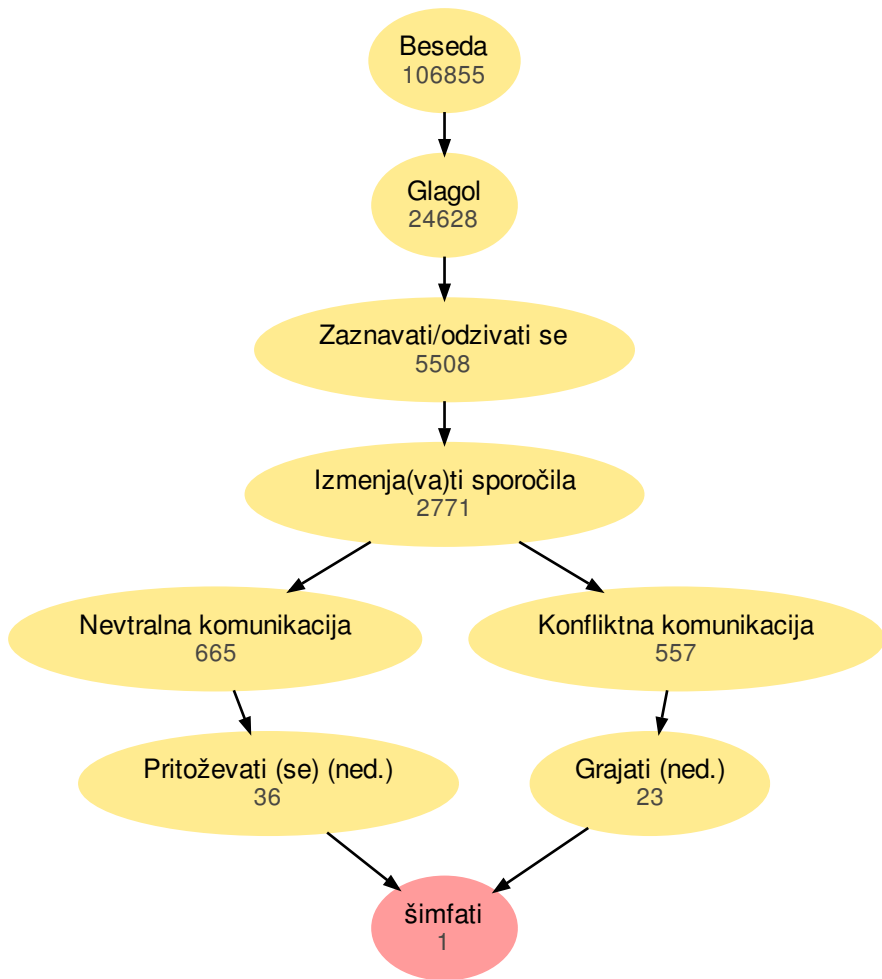 Beseda
106855
Glagol
24628
Zaznavati/odzivati se
5508
Izmenja(va)ti sporočila
2771
Nevtralna komunikacija
665
Konfliktna komunikacija
557
Pritoževati (se) (ned.)
36
Grajati (ned.)
23
šimfati
1